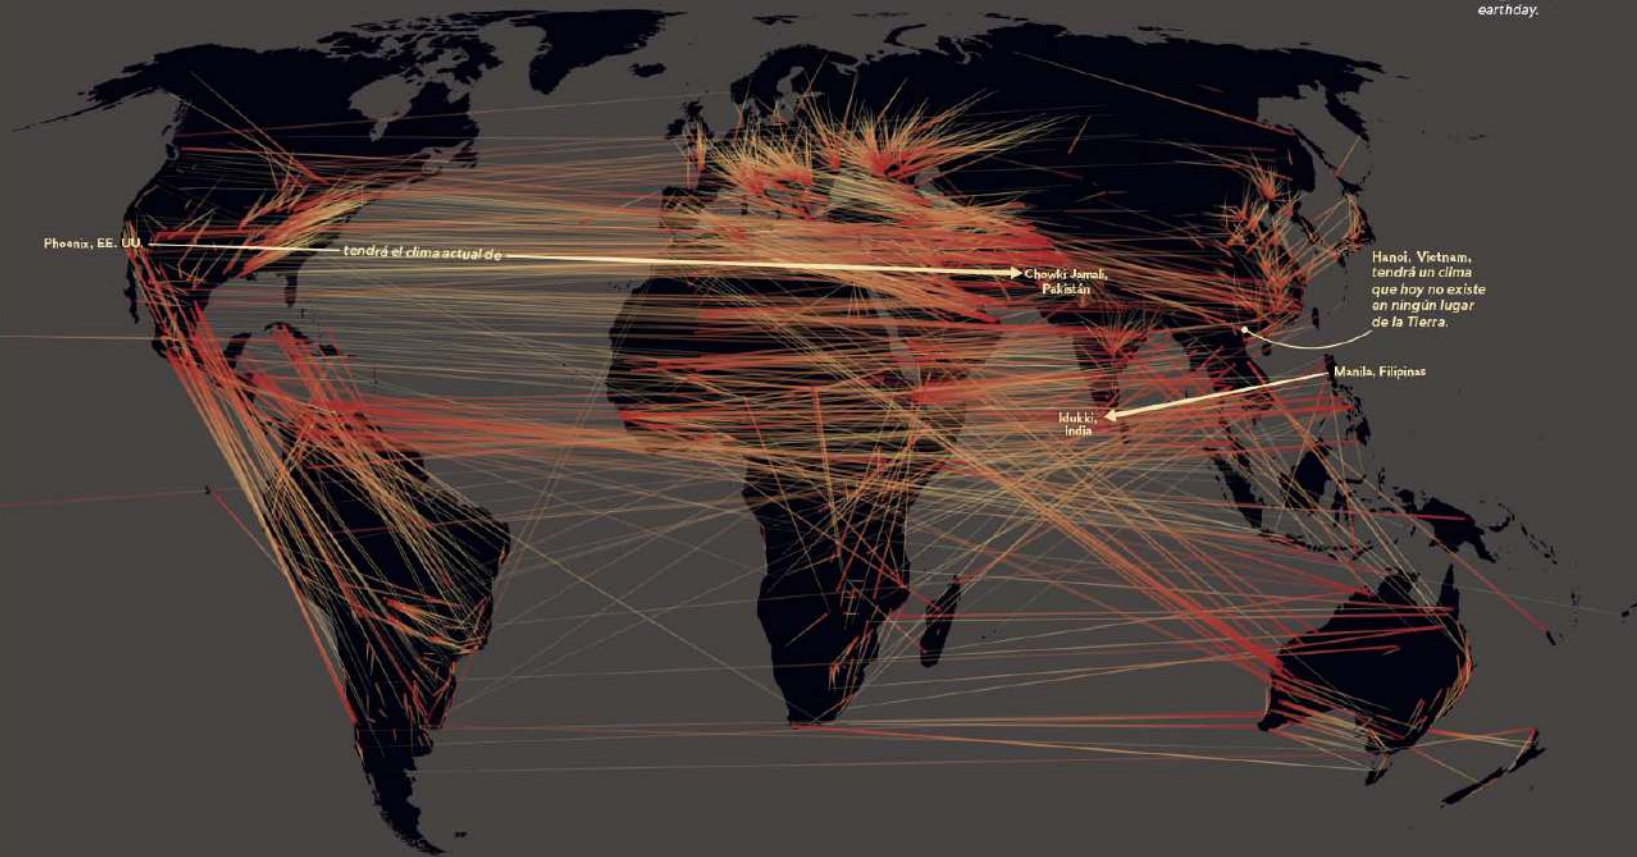 earthday.
Phoenix, EE. UU.
tendrá el clima actual de
Chowki Jamali,
Pakistán
Hanoi, Vietnam,
tendrá un clima
que hoy no existe
en ningún lugar
de la Tierra.
Manila, Filipinas
Idukki,
India